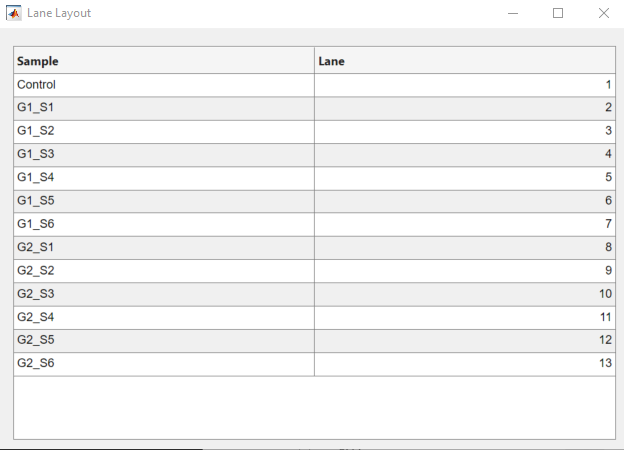 Lane Layout
Sample Lane
Control 1
G1_S1 2
G1_S2 3
G1_S3 4
G1_S4 5
G1_S5 6
G1_S6 7
G2_S1 8
G2_S2 9
G2_S3 10
G2_S4 11
G2_S5 12
G2_S6 13